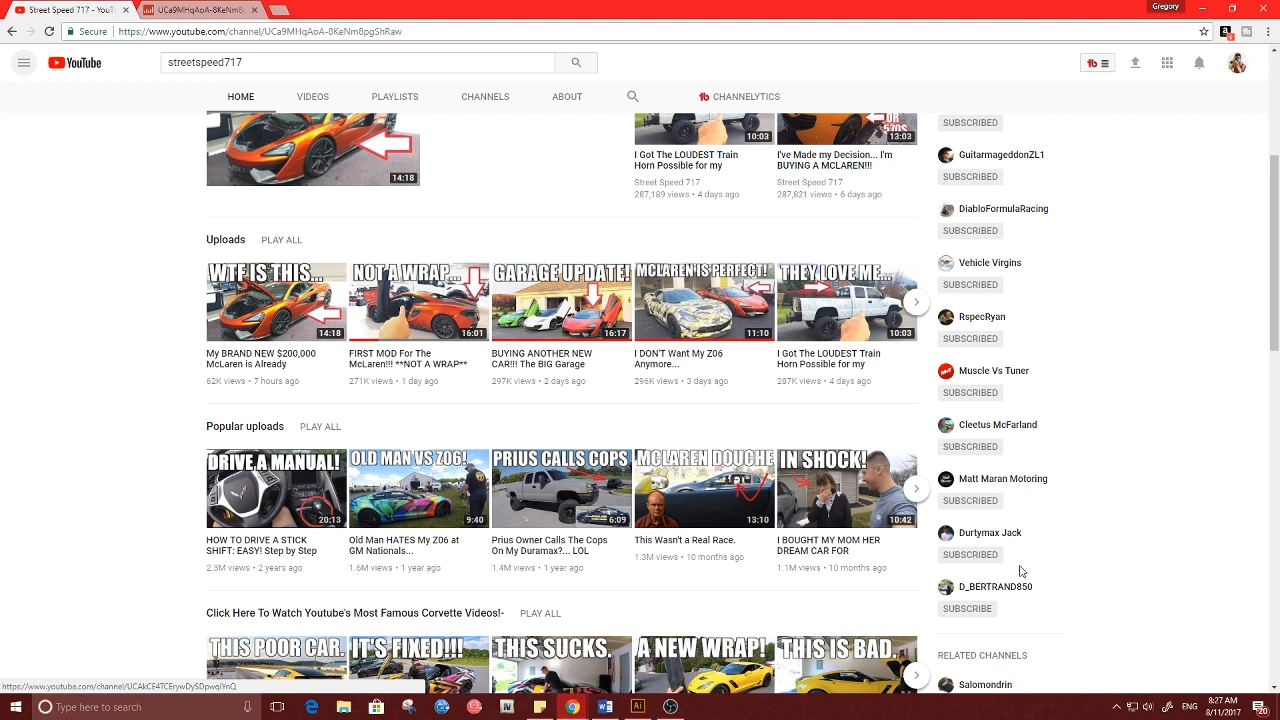 Street Speed 717 - YouT
UCa9MHqAoA-8KeNm8
Gregory
Secure
https://www.youtube.com/channel/UCa9MHqAoA-8KeNm8pgShRaw
YouTube
streetspeed717
HOME
VIDEOS
PLAYLISTS
CHANNELS
ABOUT
CHANNELYTICS
14:18
10:03
OR
570S
13:03
I Got The LOUDEST Train
Horn Possible for my
Street Speed 717
287,189 views • 4 days ago
I've Made my Decision... I'm
BUYING A MCLAREN!!!
Street Speed 717
287,821 views • 6 days ago
Uploads
PLAY ALL
WTF IS THIS...
14:18
NOT A WRAP...
16:01
GARAGE UPDATE!
16:17
MCLAREN IS PERFECT!
11:10
THEY LOVE ME...
10:03
My BRAND NEW $200,000
McLaren is Already
62K views • 7 hours ago
FIRST MOD For The
McLaren!!! **NOT A WRAP**
271K views • 1 day ago
BUYING ANOTHER NEW
CAR!!! The BIG Garage
297K views • 2 days ago
I DON'T Want My Z06
Anymore...
296K views • 3 days ago
I Got The LOUDEST Train
Horn Possible for my
287K views • 4 days ago
Popular uploads
PLAY ALL
DRIVE A MANUAL!
20:13
OLD MAN VS Z06!
9:40
PRIUS CALLS COPS
6:09
MCLAREN DOUCHE
13:10
IN SHOCK!
10:42
HOW TO DRIVE A STICK
SHIFT: EASY! Step by Step
2.3M views • 2 years ago
Old Man HATES My Z06 at
GM Nationals...
1.6M views • 1 year ago
Prius Owner Calls The Cops
On My Duramax?... LOL
1.4M views • 1 year ago
This Wasn't a Real Race.
1.3M views • 10 months ago
I BOUGHT MY MOM HER
DREAM CAR FOR
1.1M views • 10 months ago
Click Here To Watch Youtube's Most Famous Corvette Videos!-
PLAY ALL
THIS POOR CAR.
IT'S FIXED!!!
THIS SUCKS.
A NEW WRAP!
THIS IS BAD.
SUBSCRIBED
GuitarmageddonZL1
SUBSCRIBED
DiabloFormulaRacing
SUBSCRIBED
Vehicle Virgins
SUBSCRIBED
RspecRyan
SUBSCRIBED
Muscle Vs Tuner
SUBSCRIBED
Cleetus McFarland
SUBSCRIBED
Matt Maran Motoring
SUBSCRIBED
Durtymax Jack
SUBSCRIBED
D_BERTRAND850
SUBSCRIBE
RELATED CHANNELS
Salomondrin
https://www.youtube.com/channel/UCAkCE4TCErywDySDpwqiYnQ
Type here to search
ENG
8:27 AM
8/11/2017
20